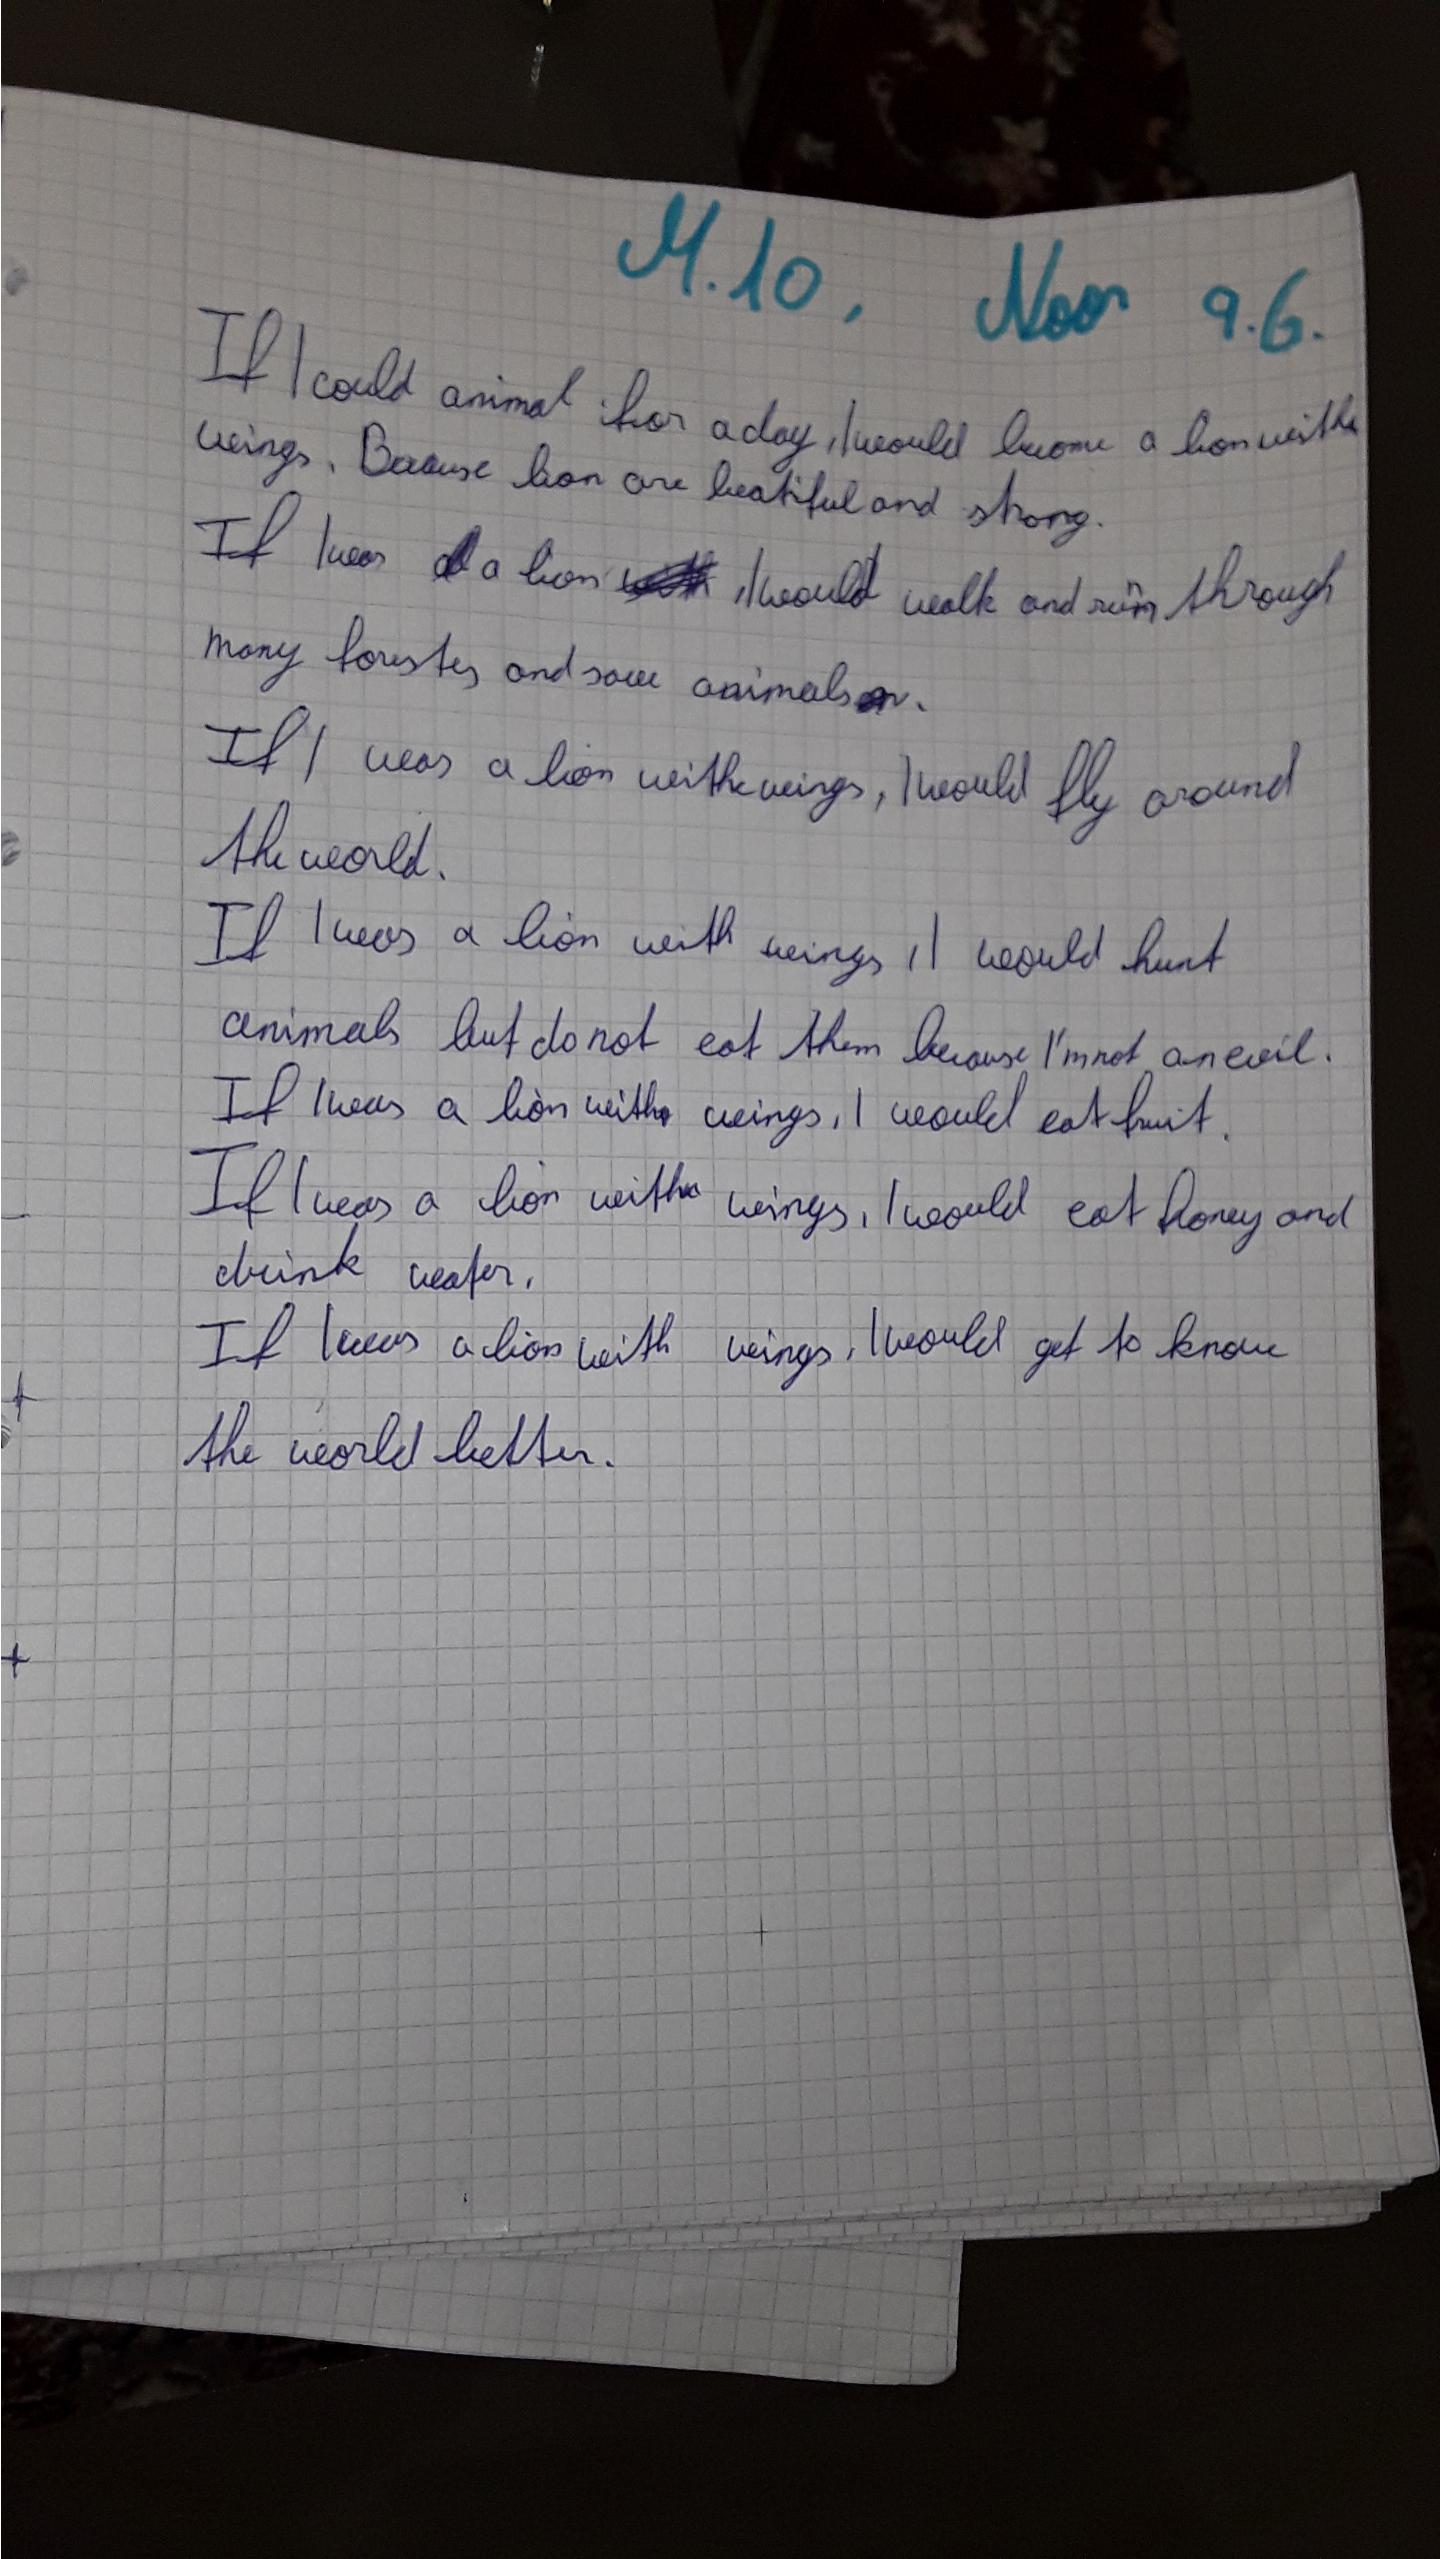 M.10, Noor 9.6.
If I could animal for a day, I would become a lion withe
wings. Because lion are beatiful and strong.
If I was a lion, I would walk and run through
many forestes and save animals.
If I was a lion withe wings, I would fly around
the world.
If I was a lion with wings, I would hunt
animals but do not eat them because I'm not an evil.
If I was a lion with wings, I would eat fruit.
If I was a lion withe wings, I would eat honey and
drink water.
If I was a lion with wings, I would get to know
the world better.